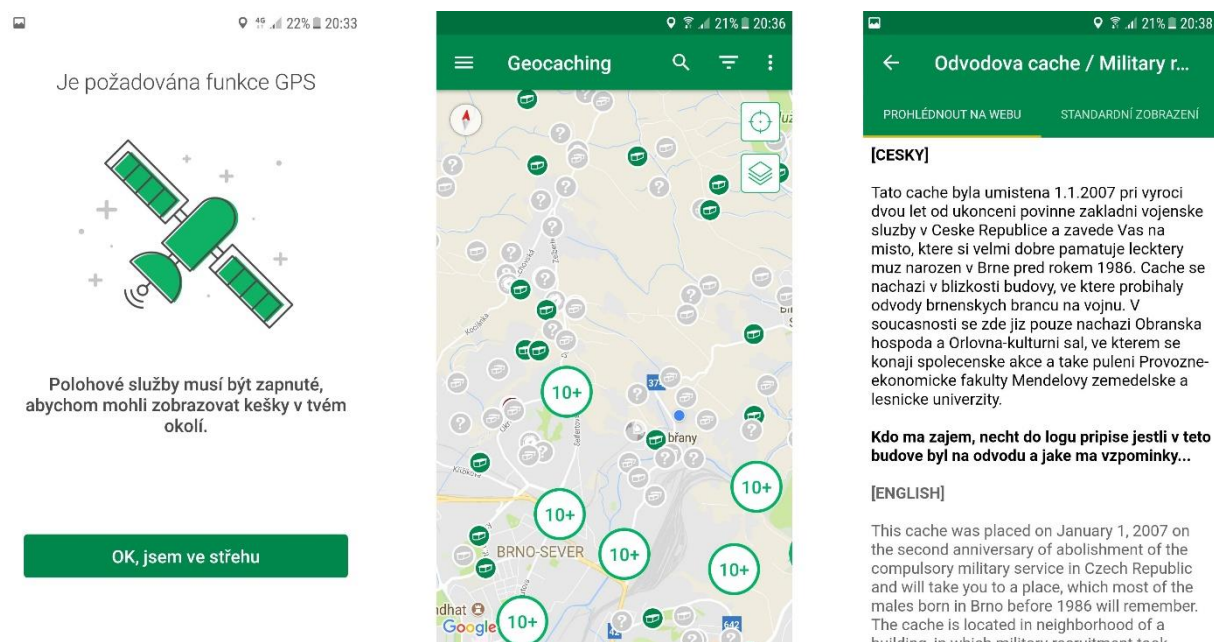 4G 22% 20:33
Je požadována funkce GPS
Polohové služby musí být zapnuté,
abychom mohli zobrazovat kešky v tvém
okolí.
OK, jsem ve střehu
21% 20:36
Geocaching
10+
břany
10+
10+
BRNO-SEVER
10+
10+
Google
10+
642
21% 20:38
Odvodova cache / Military r...
PROHLÉDNOUT NA WEBU
STANDARDNÍ ZOBRAZENÍ
[CESKY]
Tato cache byla umistena 1.1.2007 pri vyroci
dvou let od ukonceni povinne zakladni vojenske
sluzby v Ceske Republice a zavede Vas na
misto, ktere si velmi dobre pamatuje lecktery
muz narozen v Brne pred rokem 1986. Cache se
nachazi v blizkosti budovy, ve ktere probihaly
odvody brnenskych brancu na vojnu. V
soucasnosti se zde jiz pouze nachazi Obranska
hospoda a Orlovna-kulturni sal, ve kterem se
konaji spolecenske akce a take puleni Provozne-
ekonomicke fakulty Mendelovy zemedelske a
lesnicke univerzity.
Kdo ma zajem, necht do logu pripise jestli v teto
budove byl na odvodu a jake ma vzpominky...
[ENGLISH]
This cache was placed on January 1, 2007 on
the second anniversary of abolishment of the
compulsory military service in Czech Republic
and will take you to a place, which most of the
males born in Brno before 1986 will remember.
The cache is located in neighborhood of a
building, in which military recruitment took